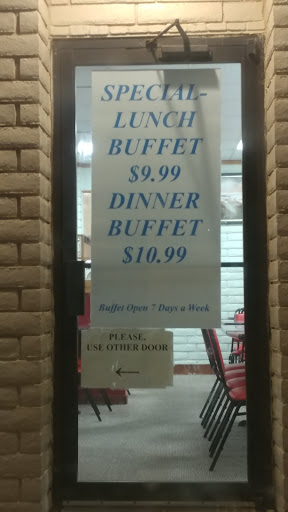 SPECIAL-
LUNCH
BUFFET
$9.99
DINNER
BUFFET
$10.99
Buffet Open 7 Days a Week
PLEASE,
USE OTHER DOOR
←